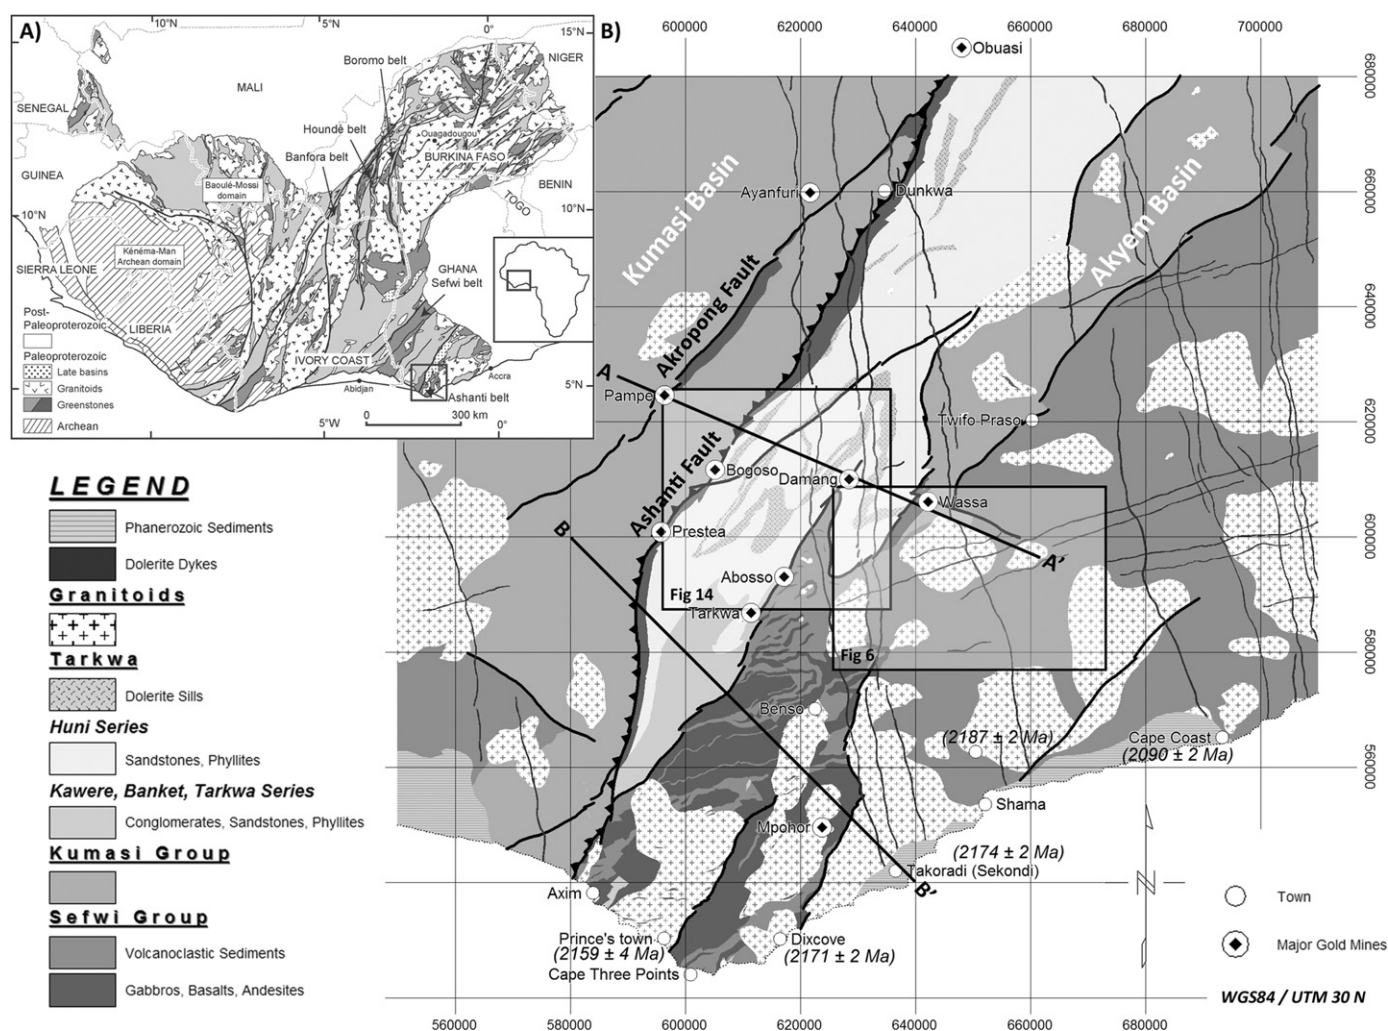 A)
10°N
5°N
0°
15°N
NIGER
Boromo belt
MALI
SENEGAL
Houndé belt
Ouagadougou
Banfora belt
BURKINA FASO
GUINEA
BENIN
Baoulé-Mossi
domain
TOGO
10°N
10°N
Kénéma-Man
Archean domain
SIERRA LEONE
GHANA
Sefwi belt
Post-
Paleoproterozoic
LIBERIA
Paleoproterozoic
IVORY COAST
Late basins
Accra
Granitoids
Abidjan
5°N
Greenstones
Ashanti belt
Archean
5°W
0
300 km
0°
B)
600000
620000
640000
660000
680000
700000
Obuasi
680000
Kumasi Basin
Akyem Basin
Ayanfuri
Dunkwa
660000
Akropong Fault
640000
A
Pampe
Twifo Praso
620000
Ashanti Fault
Bogoso
Damang
Wassa
B
Prestea
600000
A'
Abosso
Fig 14
Tarkwa
Fig 6
580000
Benso
(2187 ± 2 Ma)
Cape Coast
(2090 ± 2 Ma)
560000
Shama
Mpohor
(2174 ± 2 Ma)
Takoradi (Sekondi)
B'
Axim
N
Prince's town
(2159 ± 4 Ma)
Dixcove
(2171 ± 2 Ma)
Cape Three Points
Town
Major Gold Mines
WGS84 / UTM 30 N
560000
580000
600000
620000
640000
660000
680000
LEGEND
Phanerozoic Sediments
Dolerite Dykes
Granitoids
Tarkwa
Dolerite Sills
Huni Series
Sandstones, Phyllites
Kawere, Banket, Tarkwa Series
Conglomerates, Sandstones, Phyllites
Kumasi Group
Sefwi Group
Volcanoclastic Sediments
Gabbros, Basalts, Andesites